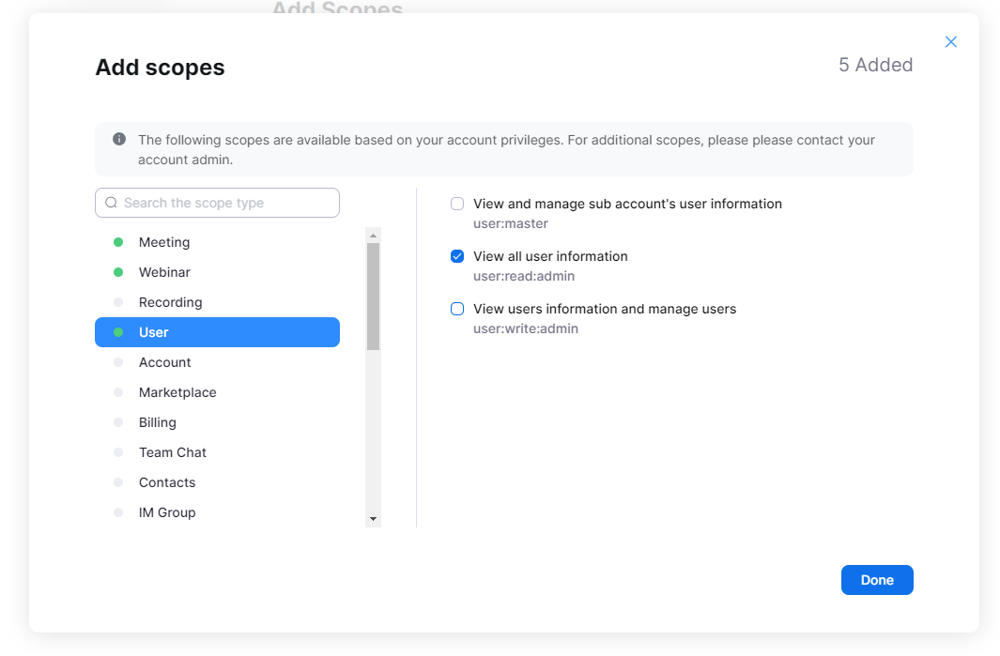 Add Scopes
Add scopes
5 Added
The following scopes are available based on your account privileges. For additional scopes, please please contact your
account admin.
Search the scope type
Meeting
Webinar
Recording
User
Account
Marketplace
Billing
Team Chat
Contacts
IM Group
View and manage sub account's user information
user:master
View all user information
user:read:admin
View users information and manage users
user:write:admin
Done